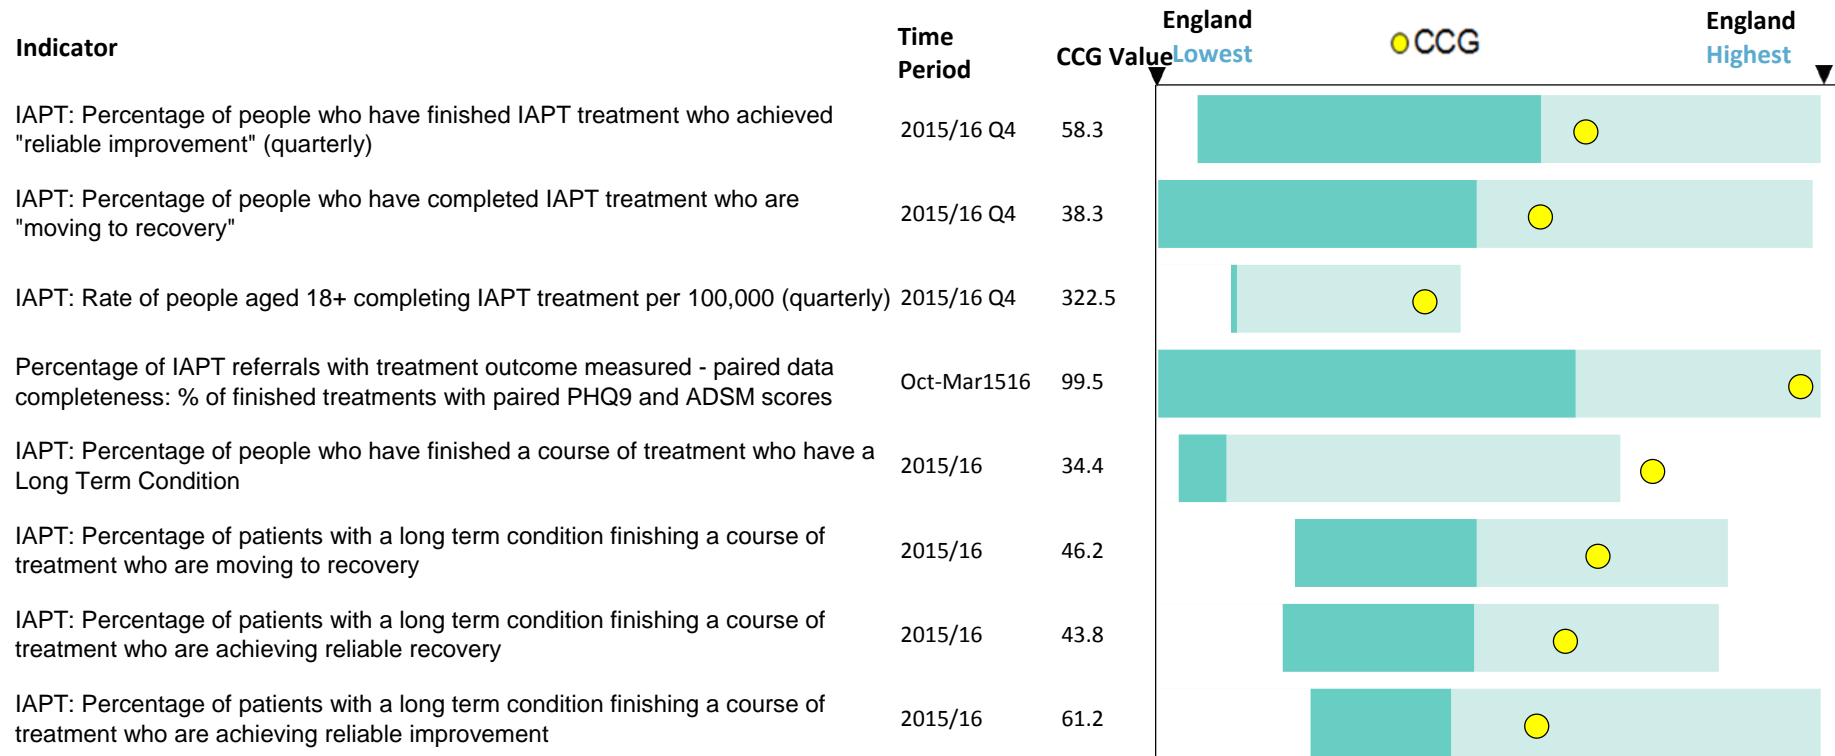 Indicator
Time
Period
CCG Value
England
Lowest
CCG
England
Highest
IAPT: Percentage of people who have finished IAPT treatment who achieved
"reliable improvement" (quarterly)
2015/16 Q4
58.3
IAPT: Percentage of people who have completed IAPT treatment who are
"moving to recovery"
2015/16 Q4
38.3
IAPT: Rate of people aged 18+ completing IAPT treatment per 100,000 (quarterly)
2015/16 Q4
322.5
Percentage of IAPT referrals with treatment outcome measured - paired data
completeness: % of finished treatments with paired PHQ9 and ADSM scores
Oct-Mar1516
99.5
IAPT: Percentage of people who have finished a course of treatment who have a
Long Term Condition
2015/16
34.4
IAPT: Percentage of patients with a long term condition finishing a course of
treatment who are moving to recovery
2015/16
46.2
IAPT: Percentage of patients with a long term condition finishing a course of
treatment who are achieving reliable recovery
2015/16
43.8
IAPT: Percentage of patients with a long term condition finishing a course of
treatment who are achieving reliable improvement
2015/16
61.2